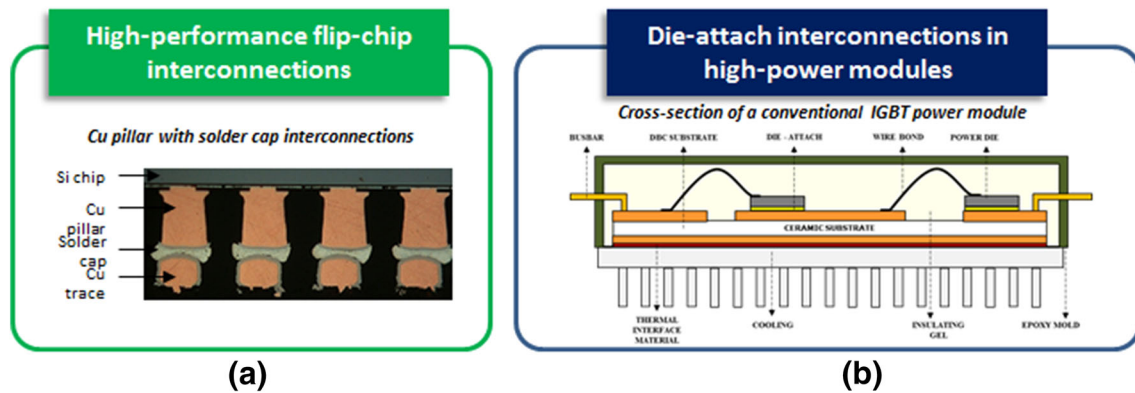 High-performance flip-chip
interconnections
Cu pillar with solder cap interconnections
Si chip
Cu
pillar
Solder
cap
Cu
trace
(a)
Die-attach interconnections in
high-power modules
Cross-section of a conventional IGBT power module
BUSBAR
DBC SUBSTRATE
DIE - ATTACH
WIRE BOND
POWER DIE
CERAMIC SUBSTRATE
THERMAL
INTERFACE
MATERIAL
COOLING
INSULATING
GEL
EPOXY MOLD
(b)